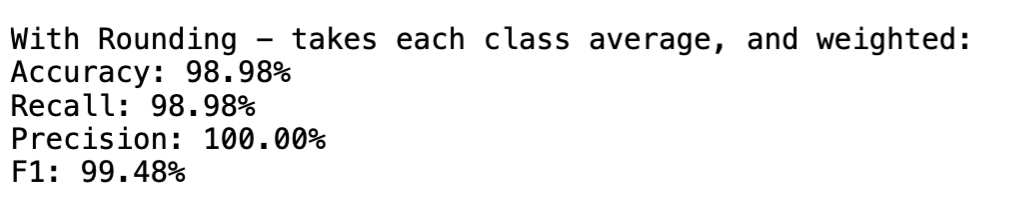 With Rounding – takes each class average, and weighted:
Accuracy: 98.98%
Recall: 98.98%
Precision: 100.00%
F1: 99.48%